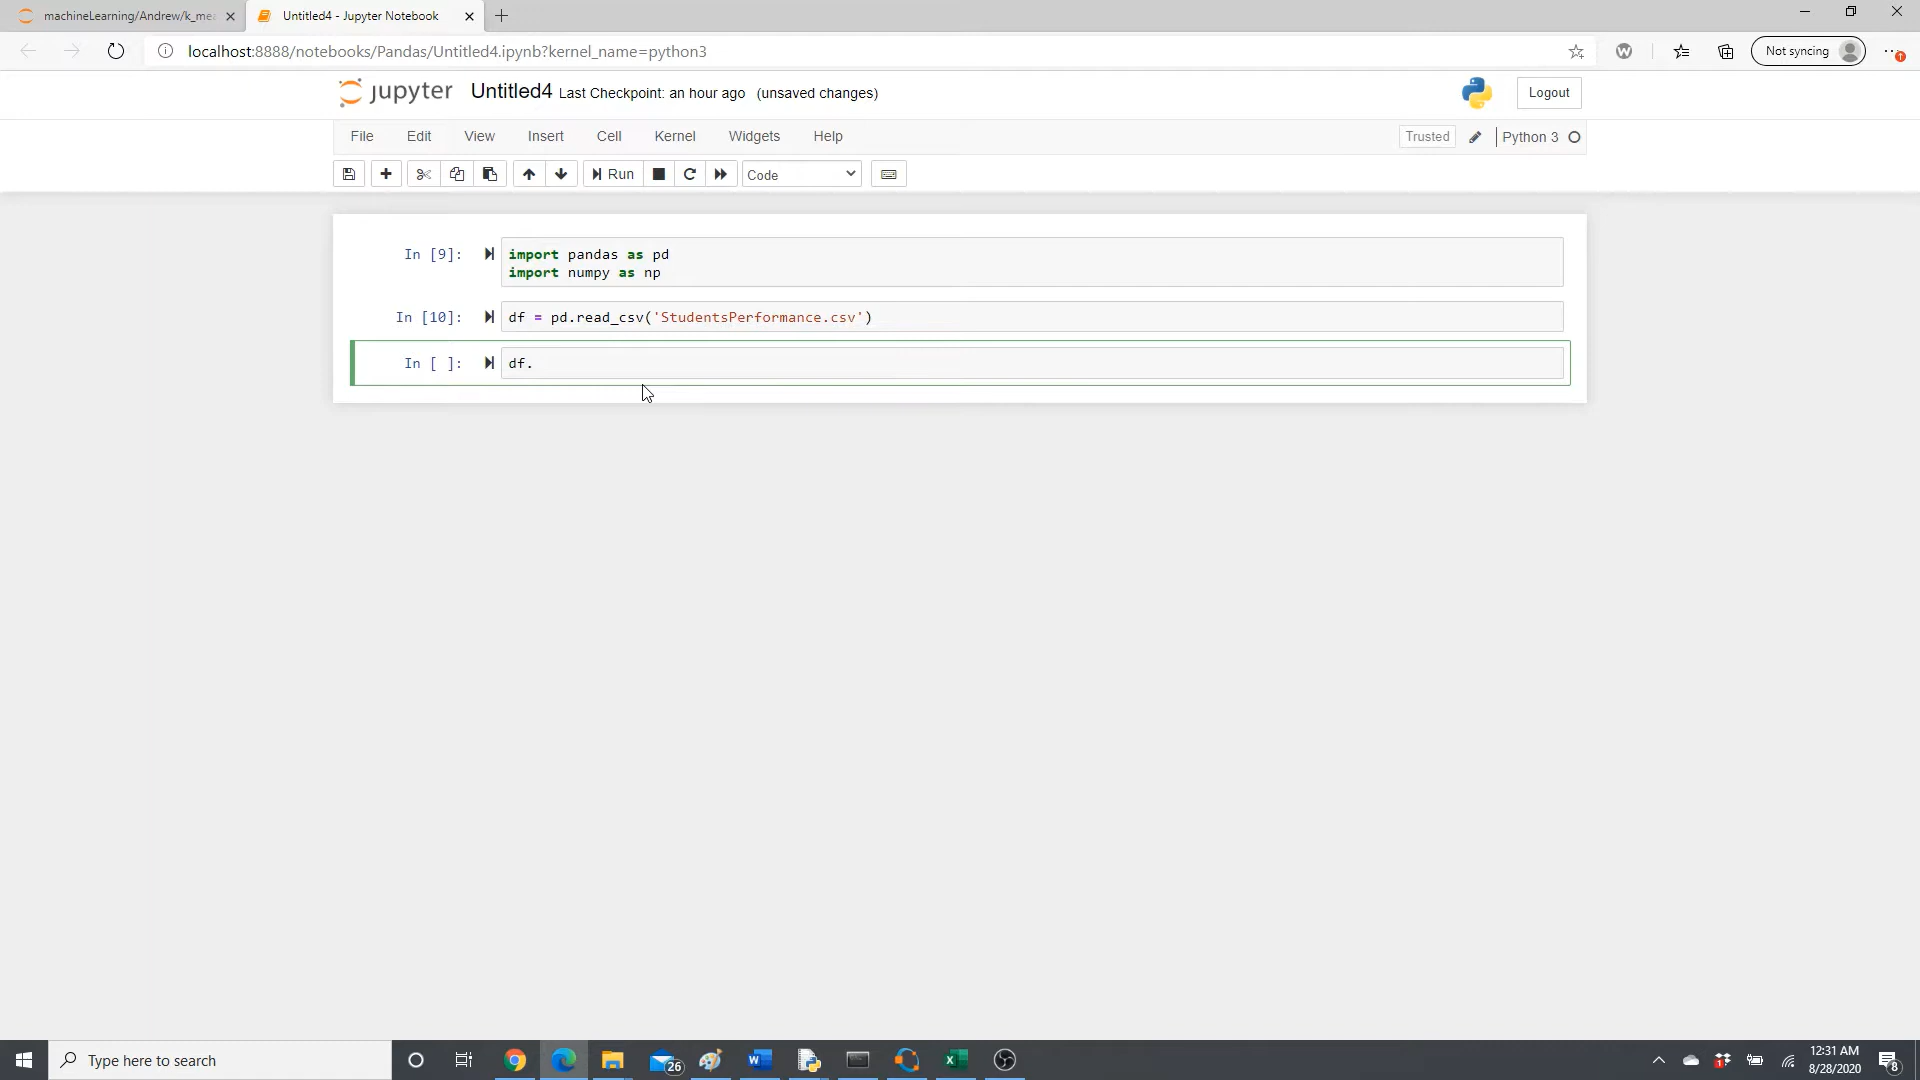 machineLearning/Andrew/k_mea
Untitled4 - Jupyter Notebook
localhost:8888/notebooks/Pandas/Untitled4.ipynb?kernel_name=python3
W
Not syncing
jupyter Untitled4 Last Checkpoint: an hour ago (unsaved changes)
Logout
File Edit View Insert Cell Kernel Widgets Help
Trusted
Python 3
Run
Code
In [9]: import pandas as pd
import numpy as np
In [10]: df = pd.read_csv('StudentsPerformance.csv')
In [ ]: df.
Type here to search
26
W
X
1
12:31 AM
8/28/2020
8